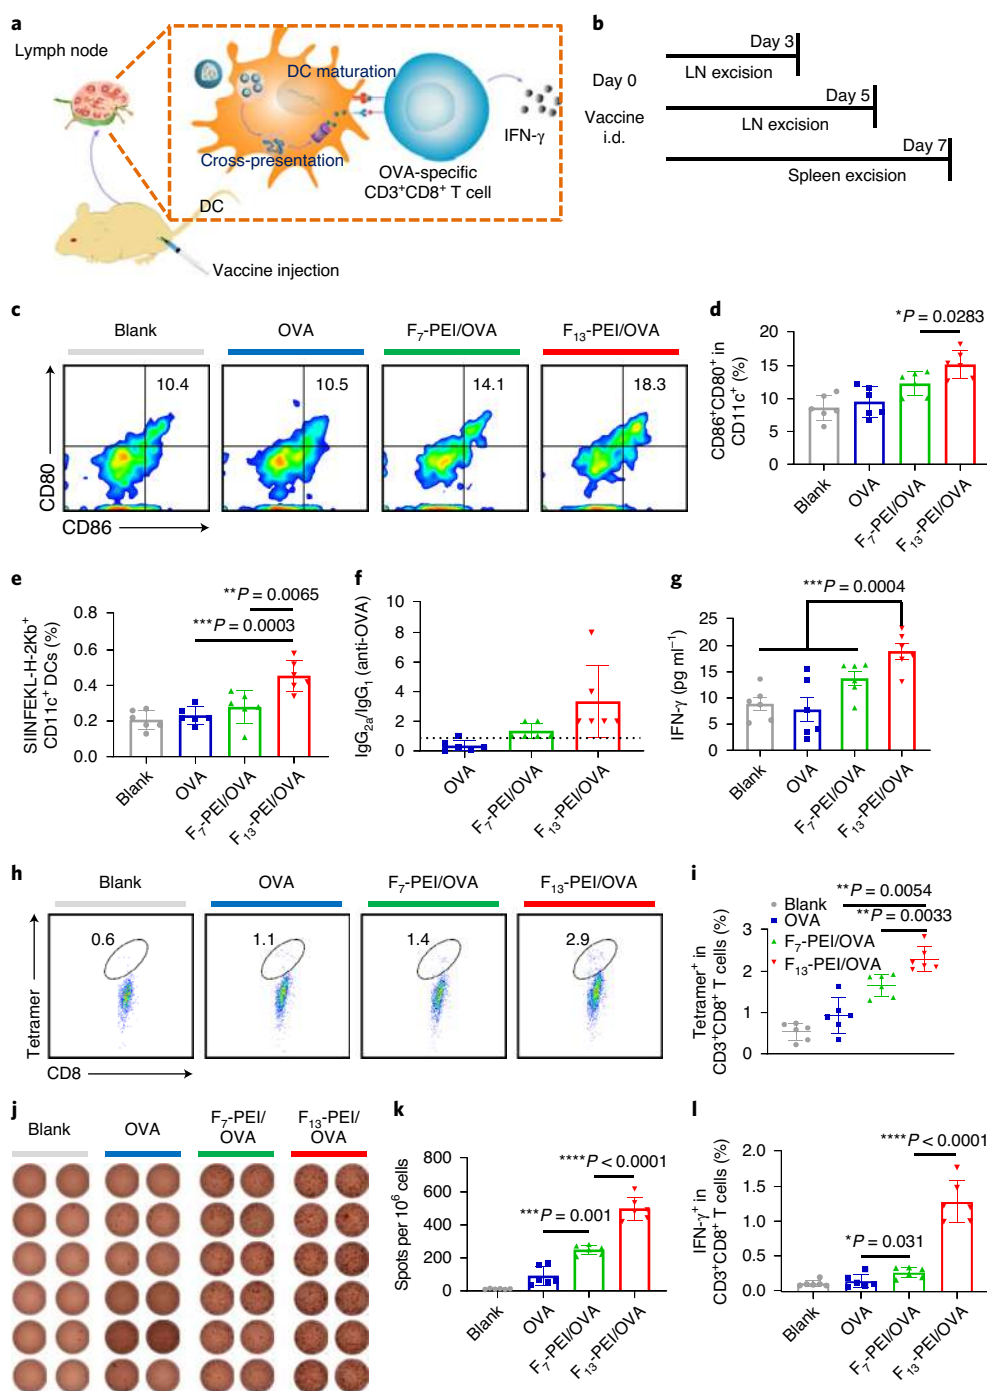 a
Lymph node
DC maturation
Cross-presentation
IFN-γ
OVA-specific
CD3⁺CD8⁺ T cell
DC
Vaccine injection
b
Day 0
Vaccine
i.d.
Day 3
LN excision
Day 5
LN excision
Day 7
Spleen excision
c
Blank
OVA
F₇-PEI/OVA
F₁₃-PEI/OVA
10.4
10.5
14.1
18.3
CD80
CD86
d
*P = 0.0283
CD86⁺CD80⁺ in
CD11c⁺ (%)
20
15
10
5
0
Blank
OVA
F₇-PEI/OVA
F₁₃-PEI/OVA
e
**P = 0.0065
***P = 0.0003
SIINFEKL-H-2Kb⁺
CD11c⁺ DCs (%)
0.8
0.6
0.4
0.2
0.0
Blank
OVA
F₇-PEI/OVA
F₁₃-PEI/OVA
f
IgG₂ₐ/IgG₁ (anti-OVA)
10
8
6
4
2
0
OVA
F₇-PEI/OVA
F₁₃-PEI/OVA
g
***P = 0.0004
IFN-γ (pg ml⁻¹)
25
20
15
10
5
0
Blank
OVA
F₇-PEI/OVA
F₁₃-PEI/OVA
h
Blank
OVA
F₇-PEI/OVA
F₁₃-PEI/OVA
0.6
1.1
1.4
2.9
Tetramer
CD8
i
**P = 0.0054
**P = 0.0033
Blank
OVA
F₇-PEI/OVA
F₁₃-PEI/OVA
Tetramer⁺ in
CD3⁺CD8⁺ T cells (%)
3
2
1
0
j
Blank
OVA
F₇-PEI/
OVA
F₁₃-PEI/
OVA
k
****P < 0.0001
***P = 0.001
Spots per 10⁶ cells
800
600
400
200
0
Blank
OVA
F₇-PEI/OVA
F₁₃-PEI/OVA
l
****P < 0.0001
*P = 0.031
IFN-γ⁺ in
CD3⁺CD8⁺ T cells (%)
2.0
1.5
1.0
0.5
0.0
Blank
OVA
F₇-PEI/OVA
F₁₃-PEI/OVA